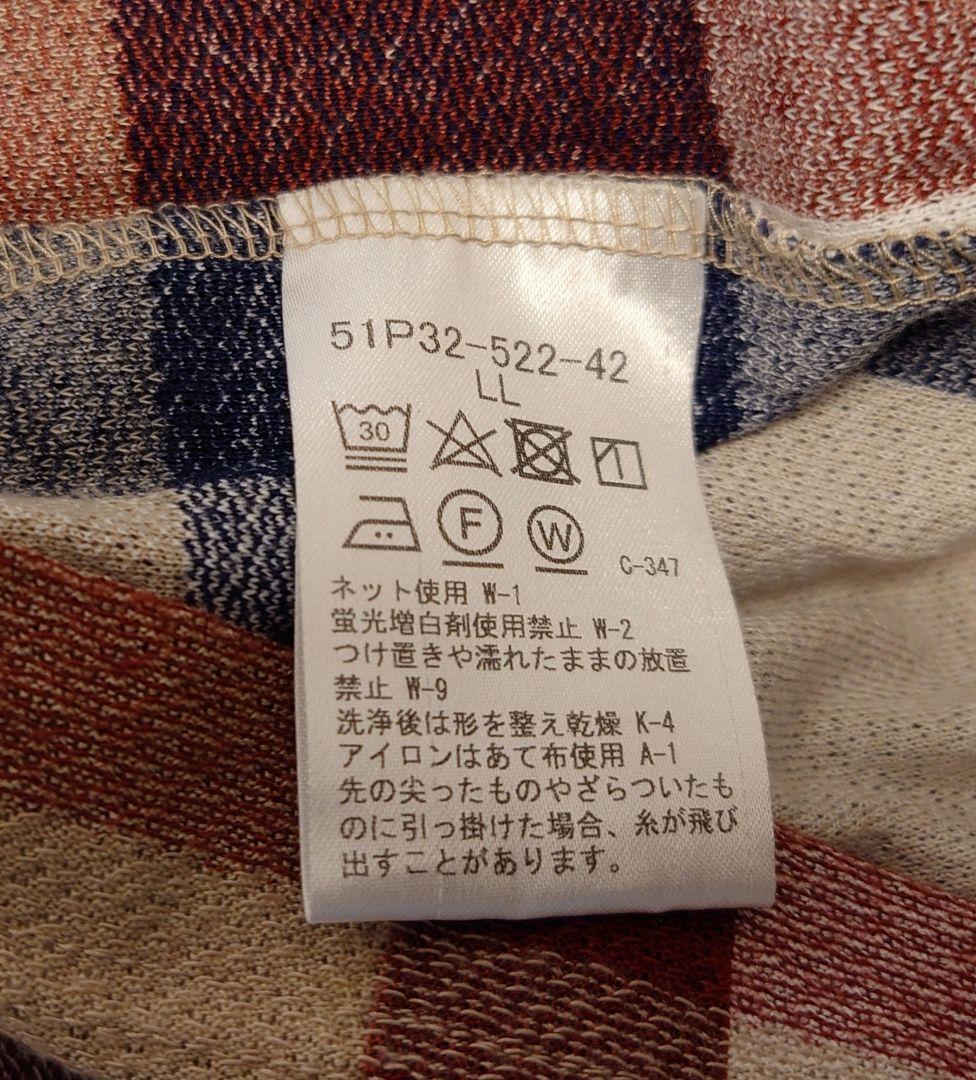 51P32-522-42
LL
30
F W C-347
ネット使用 W-1
蛍光増白剤使用禁止 W-2
つけ置きや濡れたままの放置
禁止 W-9
洗浄後は形を整え乾燥 K-4
アイロンはあて布使用 A-1
先の尖ったものやざらついたも
のに引っ掛けた場合、糸が飛び
出すことがあります。